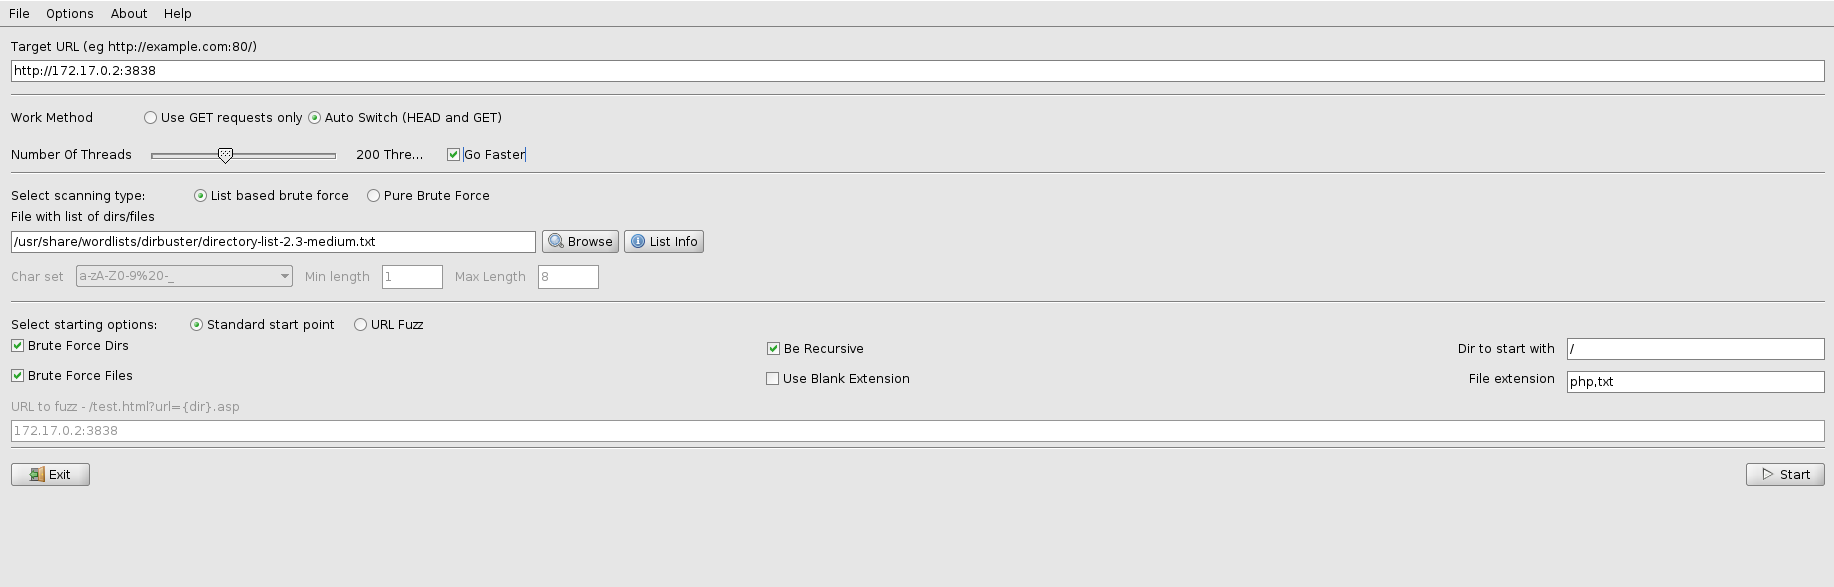 File Options About Help
Target URL (eg http://example.com:80/)
http://172.17.0.2:3838
Work Method Use GET requests only Auto Switch (HEAD and GET)
Number Of Threads 200 Thre... Go Faster
Select scanning type: List based brute force Pure Brute Force
File with list of dirs/files
/usr/share/wordlists/dirbuster/directory-list-2.3-medium.txt Browse List Info
Char set a-zA-Z0-9%20-_ Min length 1 Max Length 8
Select starting options: Standard start point URL Fuzz
Brute Force Dirs Be Recursive Dir to start with /
Brute Force Files Use Blank Extension File extension php,txt
URL to fuzz - /test.html?url={dir}.asp
172.17.0.2:3838
Exit Start